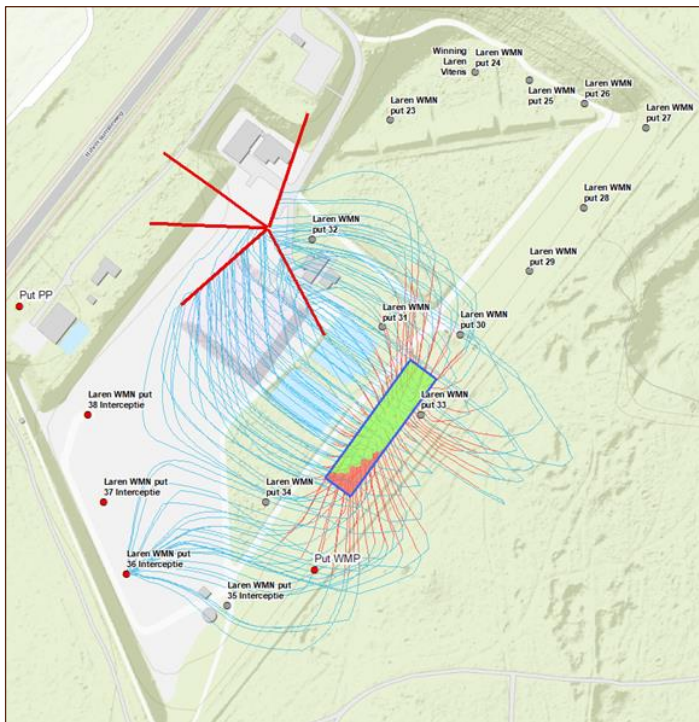 Winning
Laren
Vitens
Laren WMN
put 24
Laren WMN
put 25
Laren WMN
put 26
Laren WMN
put 27
Laren WMN
put 23
Laren WMN
put 28
Laren WMN
put 32
Laren WMN
put 29
Put PP
Laren WMN
put 31
Laren WMN
put 30
Laren WMN put
38 Interceptie
Laren WMN
put 33
Laren WMN put
37 Interceptie
Laren WMN
put 34
Laren WMN put
36 Interceptie
Put WMP
Laren WMN put
35 Interceptie